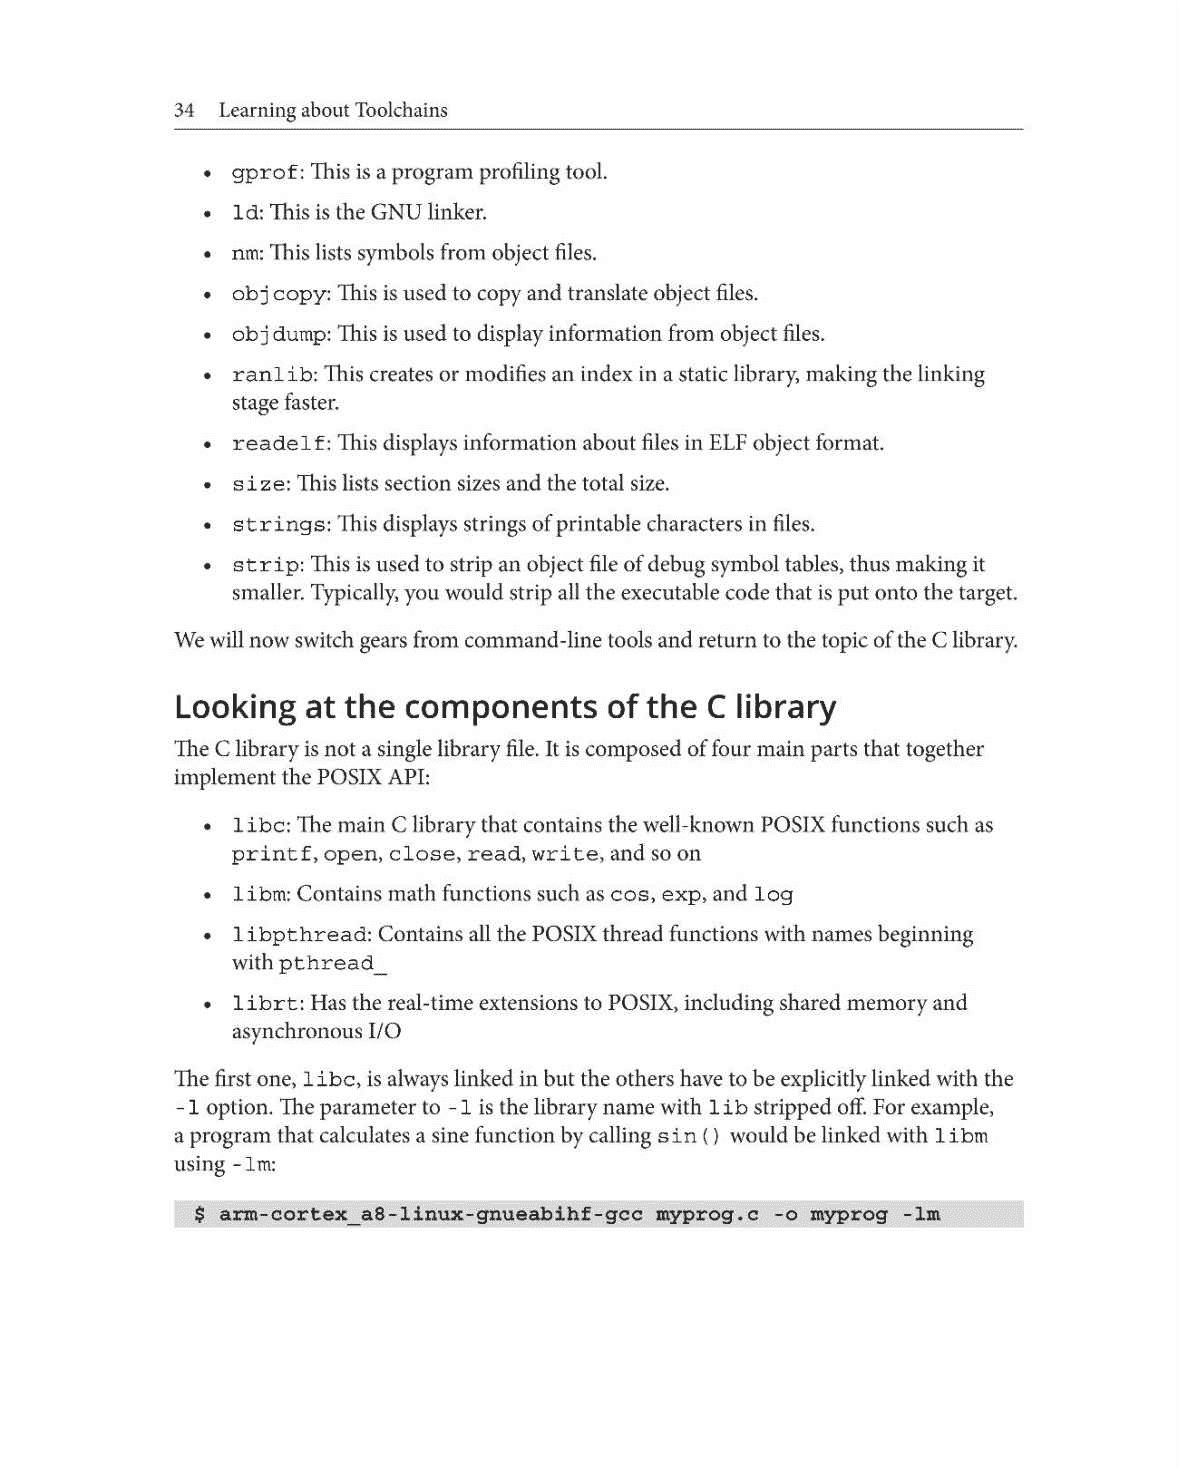 34 Learning about Toolchains
• gprof: This is a program profiling tool.
• ld: This is the GNU linker.
• nm: This lists symbols from object files.
• objcopy: This is used to copy and translate object files.
• objdump: This is used to display information from object files.
• ranlib: This creates or modifies an index in a static library, making the linking
stage faster.
• readelf: This displays information about files in ELF object format.
• size: This lists section sizes and the total size.
• strings: This displays strings of printable characters in files.
• strip: This is used to strip an object file of debug symbol tables, thus making it
smaller. Typically, you would strip all the executable code that is put onto the target.
We will now switch gears from command-line tools and return to the topic of the C library.
Looking at the components of the C library
The C library is not a single library file. It is composed of four main parts that together
implement the POSIX API:
• libc: The main C library that contains the well-known POSIX functions such as
printf, open, close, read, write, and so on
• libm: Contains math functions such as cos, exp, and log
• libpthread: Contains all the POSIX thread functions with names beginning
with pthread_
• librt: Has the real-time extensions to POSIX, including shared memory and
asynchronous I/O
The first one, libc, is always linked in but the others have to be explicitly linked with the
-l option. The parameter to -l is the library name with lib stripped off. For example,
a program that calculates a sine function by calling sin() would be linked with libm
using -lm:
$ arm-cortex_a8-linux-gnueabihf-gcc myprog.c -o myprog -lm